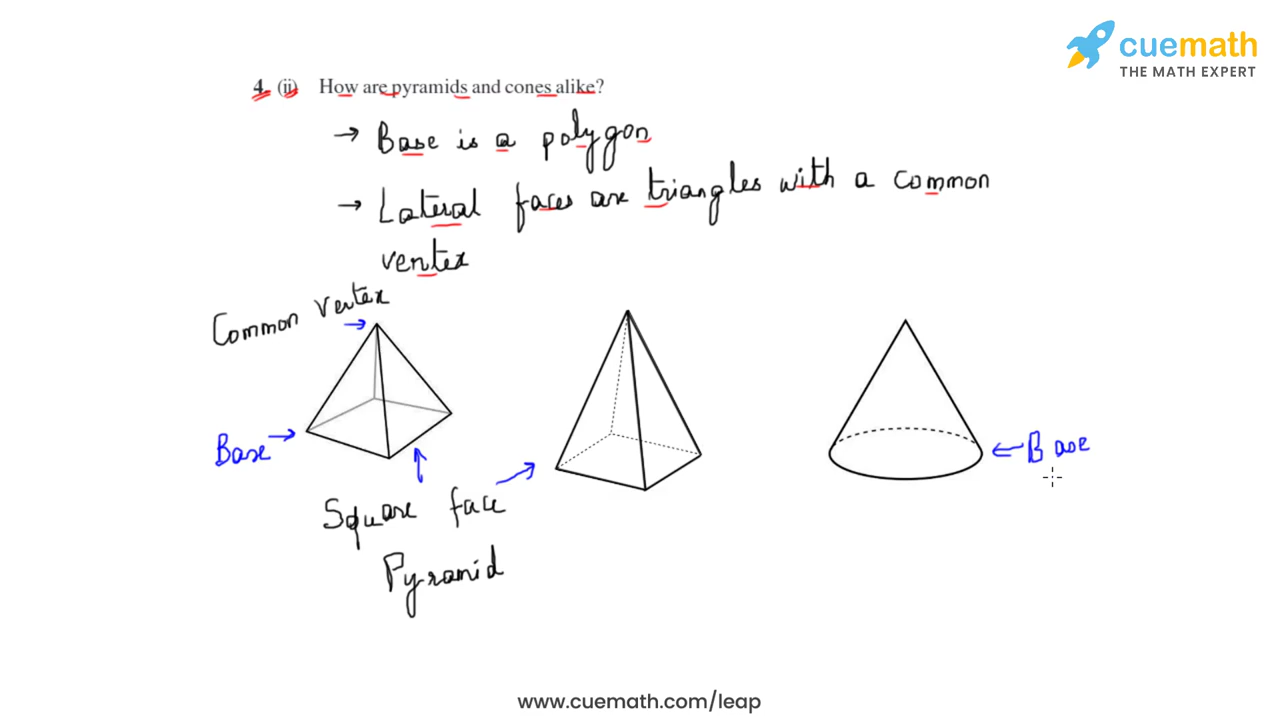 cuemath
THE MATH EXPERT
4. (ii) How are pyramids and cones alike?
→ Base is a polygon
→ Lateral faces are triangles with a common
vertex
Common vertex
Base
Base
Square face
Pyramid
www.cuemath.com/leap